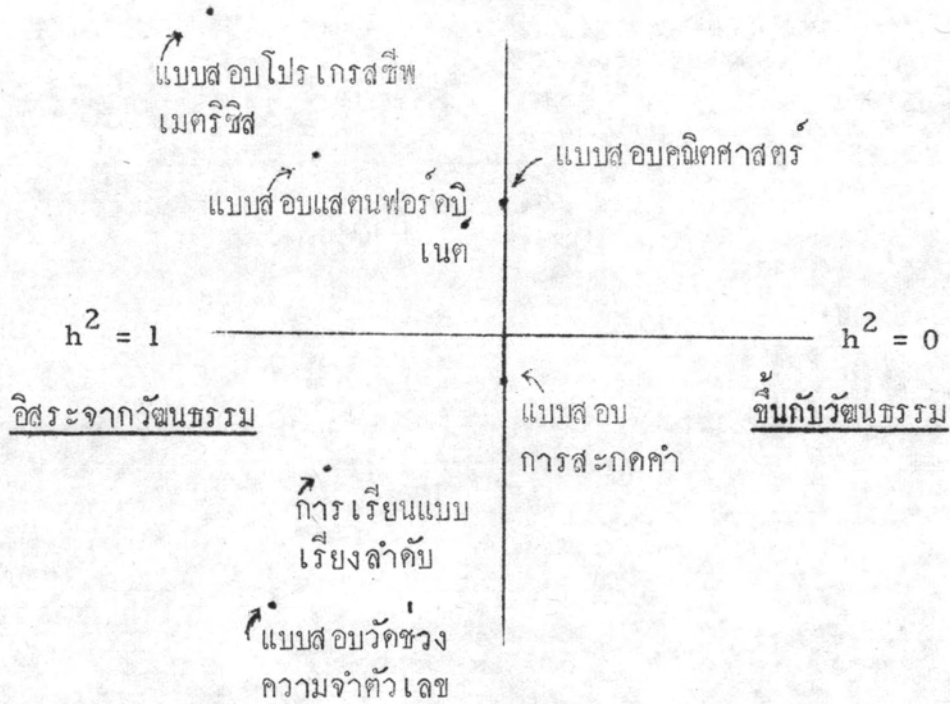 แบบสอบโปรเกรสซีพ
เมตริซิส
แบบสอบคณิตศาสตร์
แบบสอบแสตนฟอร์ดบิ
เนต์
h² = 1
h² = 0
อิสระจากวัฒนธรรม
ขึ้นกับวัฒนธรรม
แบบสอบ
การสะกดคำ
การเรียนแบบ
เรียงลำดับ
แบบสอบวัดช่วง
ความจำตัวเลข